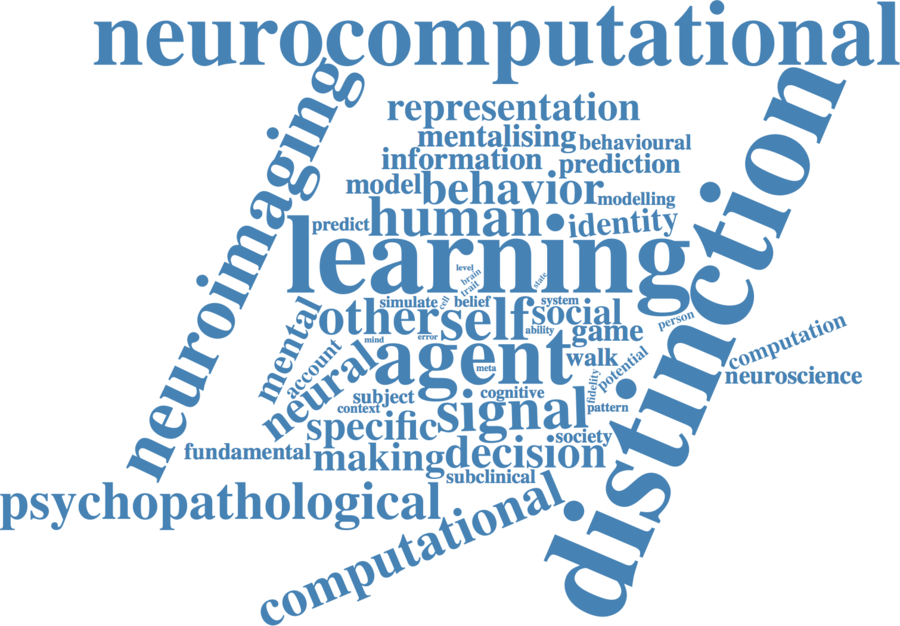 neurocomputational
neuroimaging
distinction
representation
mentalising behavioural
information prediction
model behavior modelling
predict human identity
learning
level
brain
trait
state
cell
simulate belief system
other self social
ability game person
mind error
mental
account
neural
agent
meta
walk
potential
fidelity
computation
neuroscience
subject cognitive
context
signal
pattern
specific
society
fundamental making decision
subclinical
psychopathological
computational